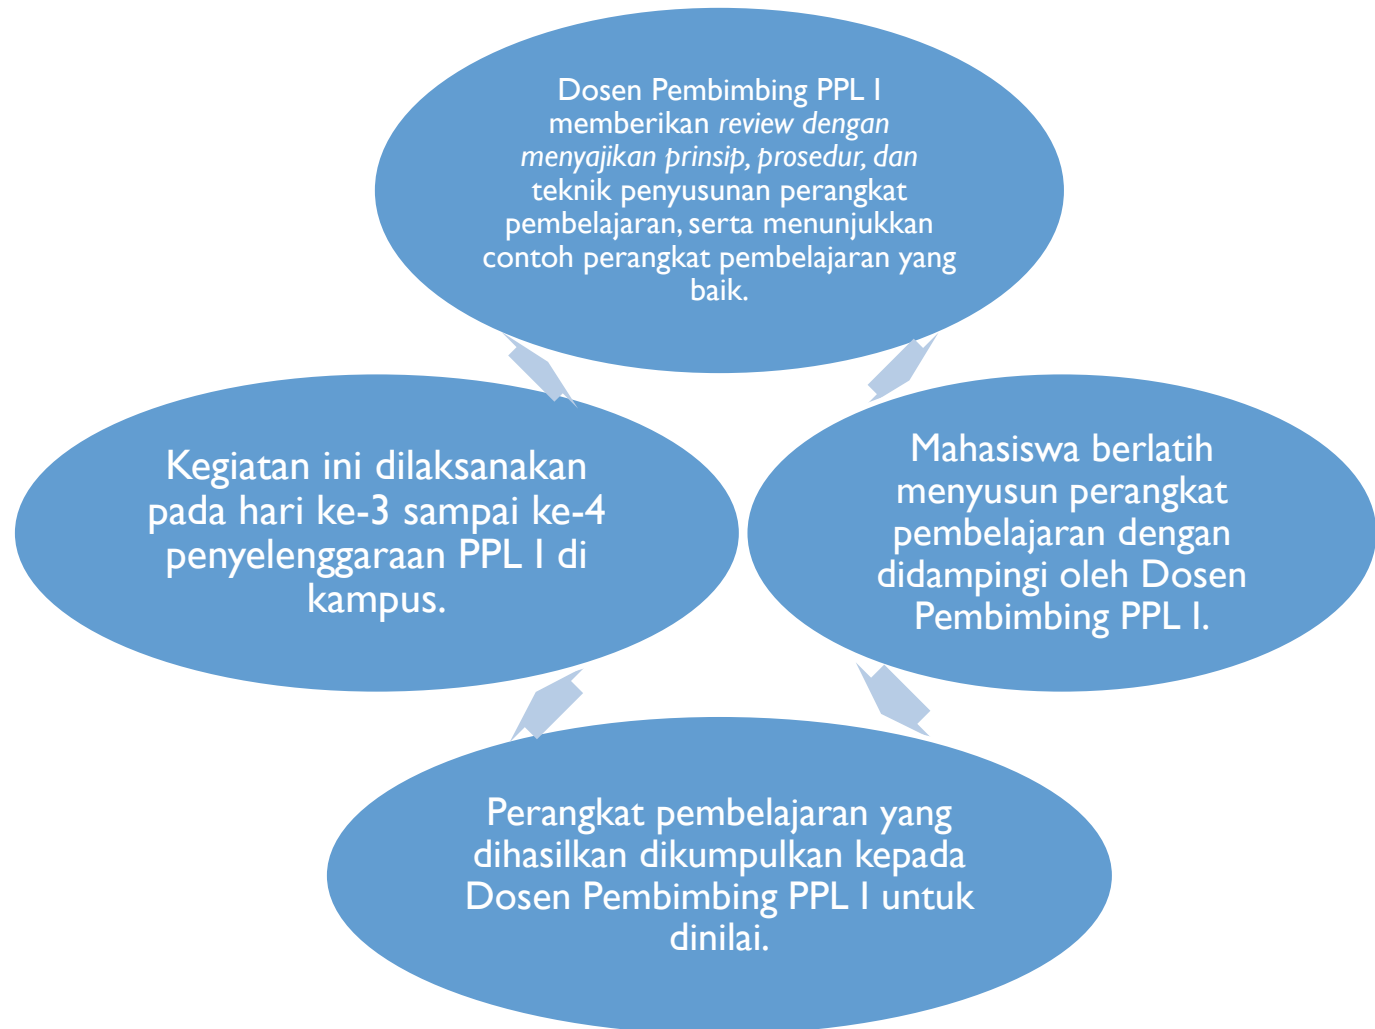 Dosen Pembimbing PPL I
memberikan review dengan
menyajikan prinsip, prosedur, dan
teknik penyusunan perangkat
pembelajaran, serta menunjukkan
contoh perangkat pembelajaran yang
baik.
Mahasiswa berlatih
menyusun perangkat
pembelajaran dengan
didampingi oleh Dosen
Pembimbing PPL I.
Perangkat pembelajaran yang
dihasilkan dikumpulkan kepada
Dosen Pembimbing PPL I untuk
dinilai.
Kegiatan ini dilaksanakan
pada hari ke-3 sampai ke-4
penyelenggaraan PPL I di
kampus.